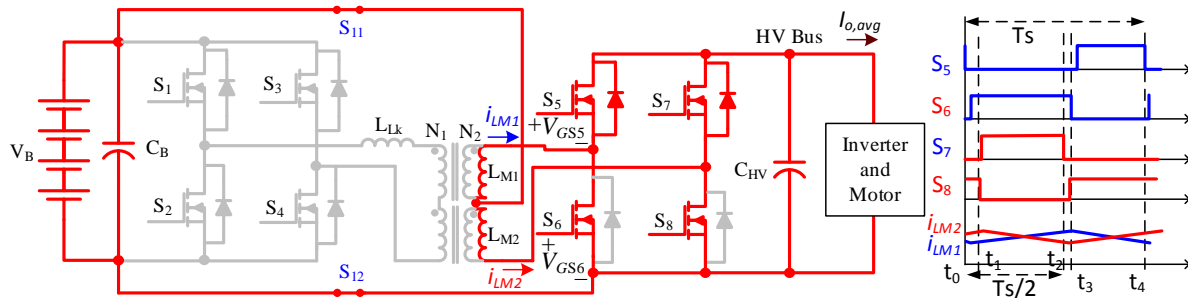 S11
S12
VB
CB
S1
S3
S2
S4
LLk
N1 N2
iLM1
iLM2
LM1
LM2
S5
+VGS5
–
S6
+
VGS6
–
S7
S8
HV Bus
Io,avg
CHV
Inverter
and
Motor
Ts
S5
S6
S7
S8
iLM2
iLM1
t0
t1
t2
t3
t4
Ts/2